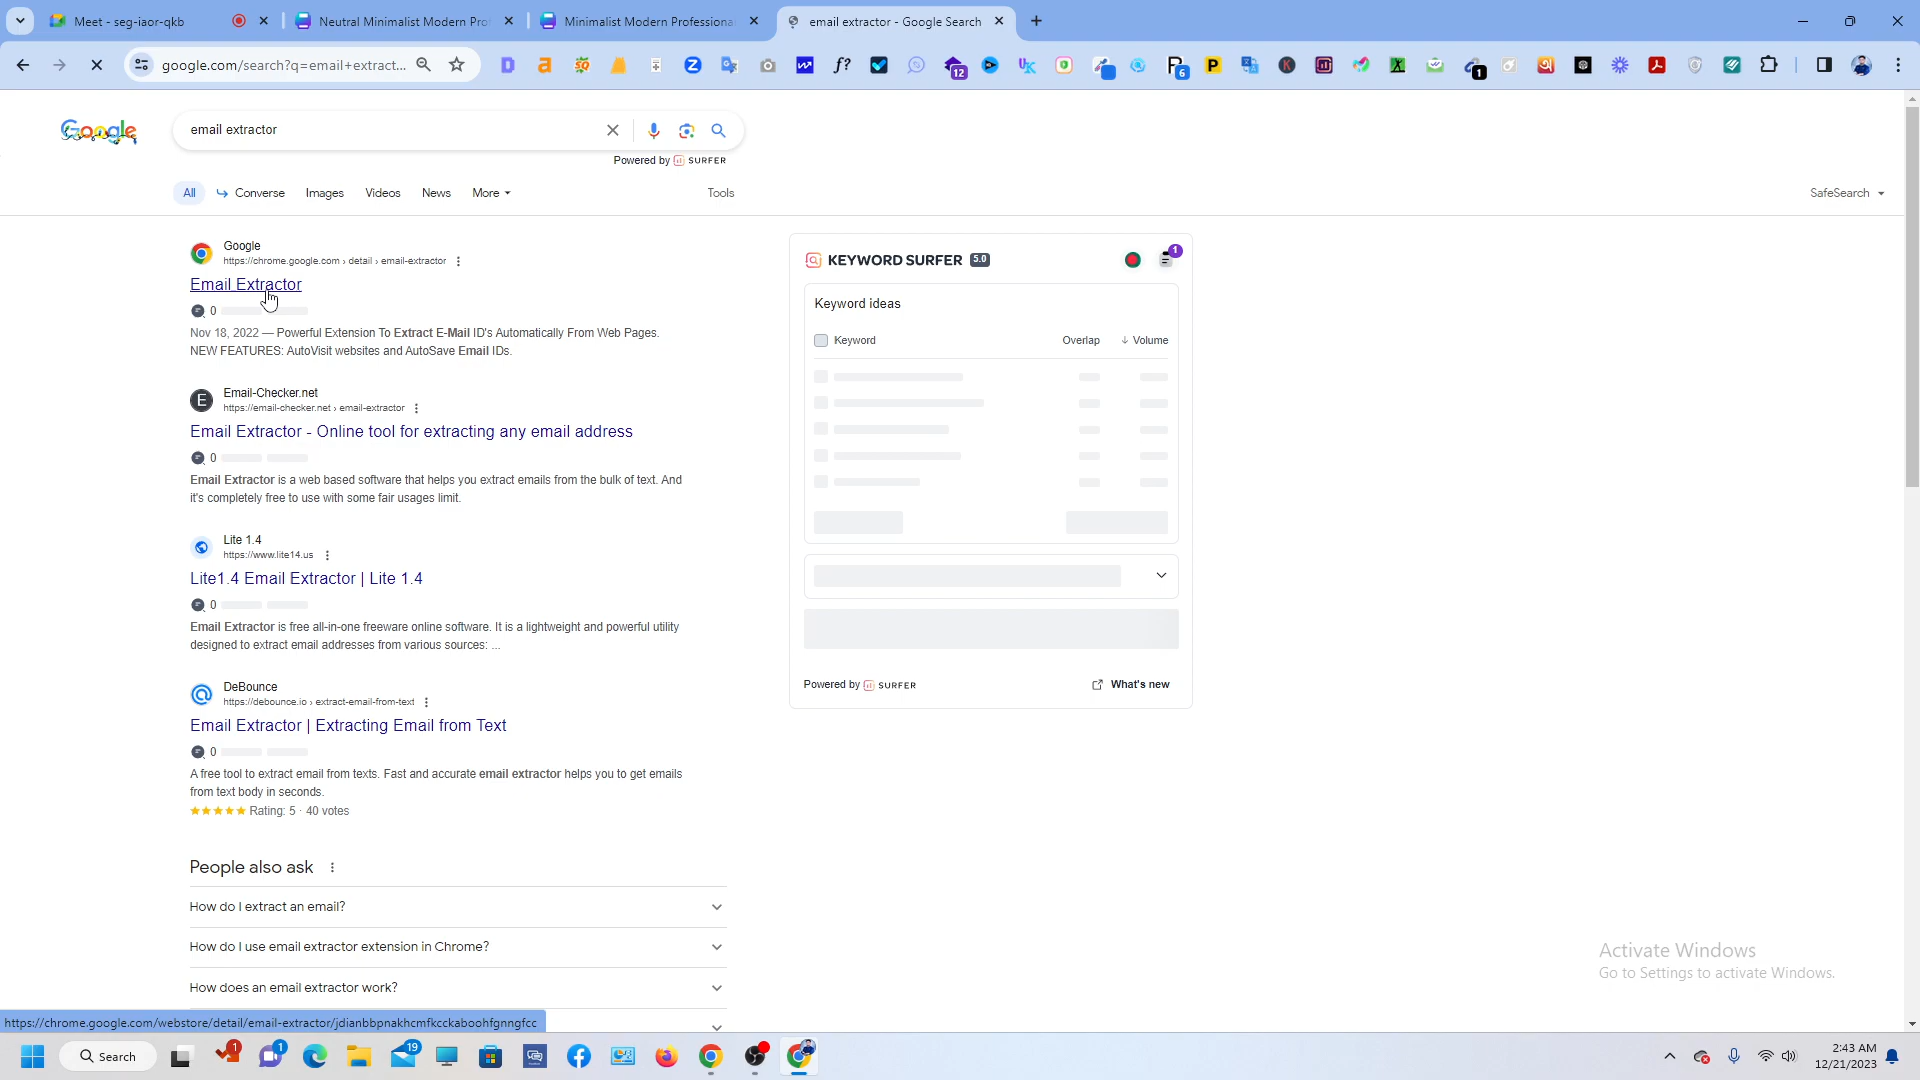 Meet - seg-iaor-qkb
Neutral Minimalist Modern Pro
Minimalist Modern Professiona
email extractor - Google Search
google.com/search?q=email+extract...
12
6
1
Google
email extractor
Powered by SURFER
All
Converse
Images
Videos
News
More
Tools
SafeSearch
Google
https://chrome.google.com › detail › email-extractor
Email Extractor
0
Nov 18, 2022 — Powerful Extension To Extract E-Mail ID's Automatically From Web Pages.
NEW FEATURES: AutoVisit websites and AutoSave Email IDs.
E
Email-Checker.net
https://email-checker.net › email-extractor
Email Extractor - Online tool for extracting any email address
0
Email Extractor is a web based software that helps you extract emails from the bulk of text. And
it's completely free to use with some fair usages limit.
Lite 1.4
https://www.lite14.us
Lite1.4 Email Extractor | Lite 1.4
0
Email Extractor is free all-in-one freeware online software. It is a lightweight and powerful utility
designed to extract email addresses from various sources: ...
DeBounce
https://debounce.io › extract-email-from-text
Email Extractor | Extracting Email from Text
0
A free tool to extract email from texts. Fast and accurate email extractor helps you to get emails
from text body in seconds.
Rating: 5 · 40 votes
People also ask
How do I extract an email?
How do I use email extractor extension in Chrome?
How does an email extractor work?
KEYWORD SURFER 5.0
1
Keyword ideas
Keyword
Overlap
Volume
Powered by SURFER
What's new
Activate Windows
Go to Settings to activate Windows.
https://chrome.google.com/webstore/detail/email-extractor/jdianbbpnakhcmfkcckaboohfgnngfcc
Search
1
1
19
2:43 AM
12/21/2023